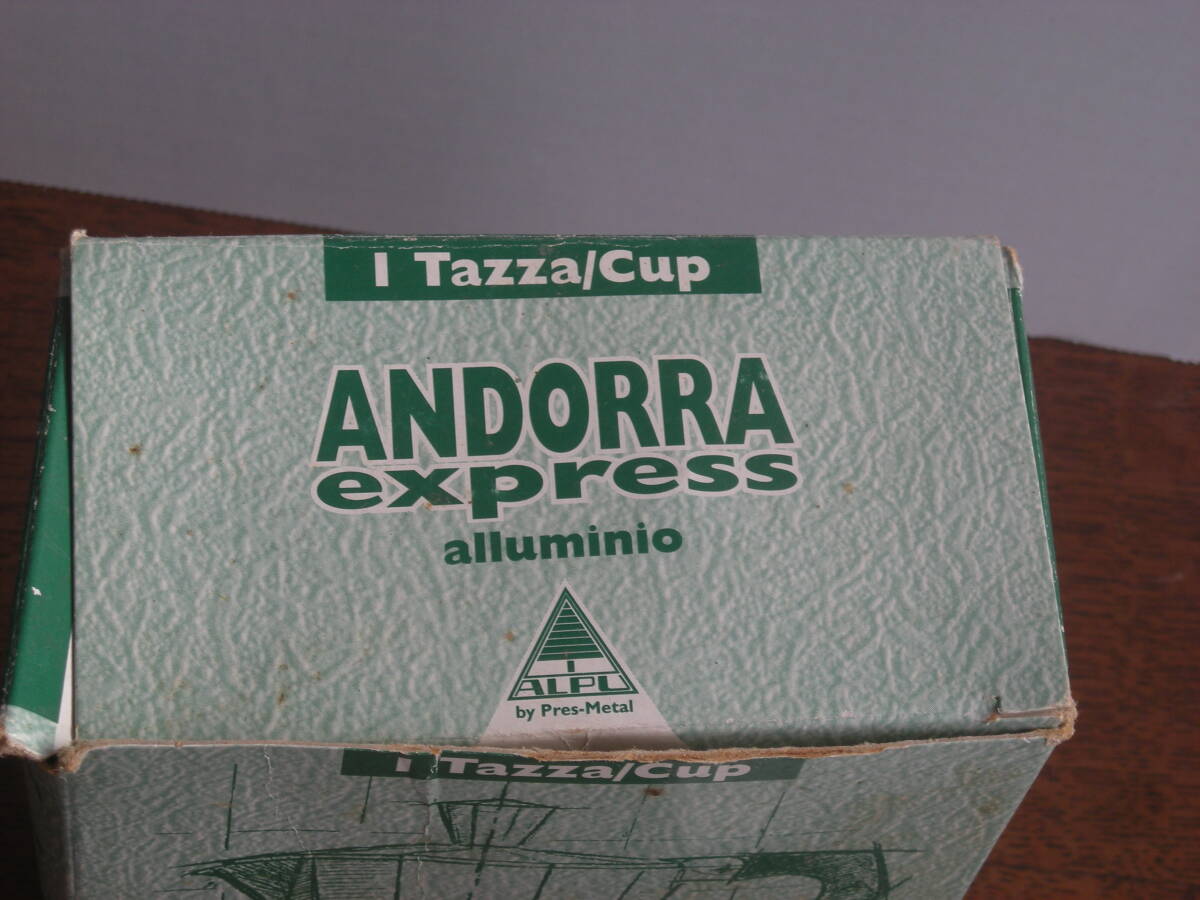 1 Tazza/Cup
ANDORRA
express
alluminio
ALPU
by Pres-Metal
1 Tazza/Cup